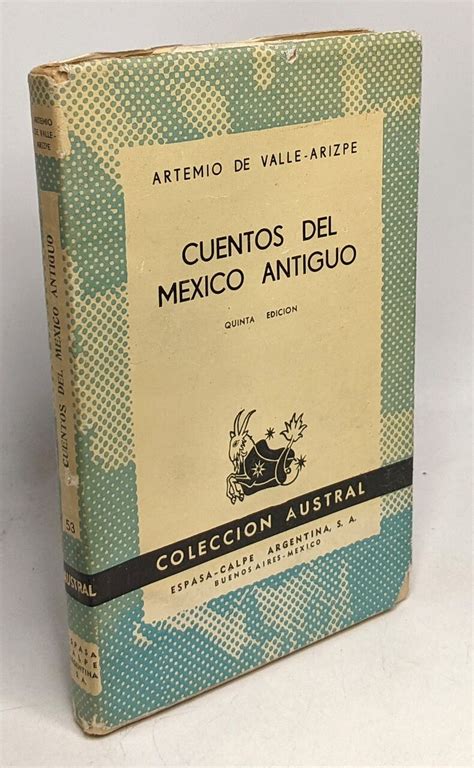 ARTEMIO DE VALLE-ARIZPE
CUENTOS DEL
MEXICO ANTIGUO
QUINTA EDICION
COLECCION AUSTRAL
ESPASA-CALPE ARGENTINA, S. A.
BUENOS AIRES-MEXICO
ARTEMIO
DE VALLE-
ARIZPE
CUENTOS DEL MEXICO ANTIGUO
53
AUSTRAL
ESPASA
CALPE
ARGENTINA
S.A.